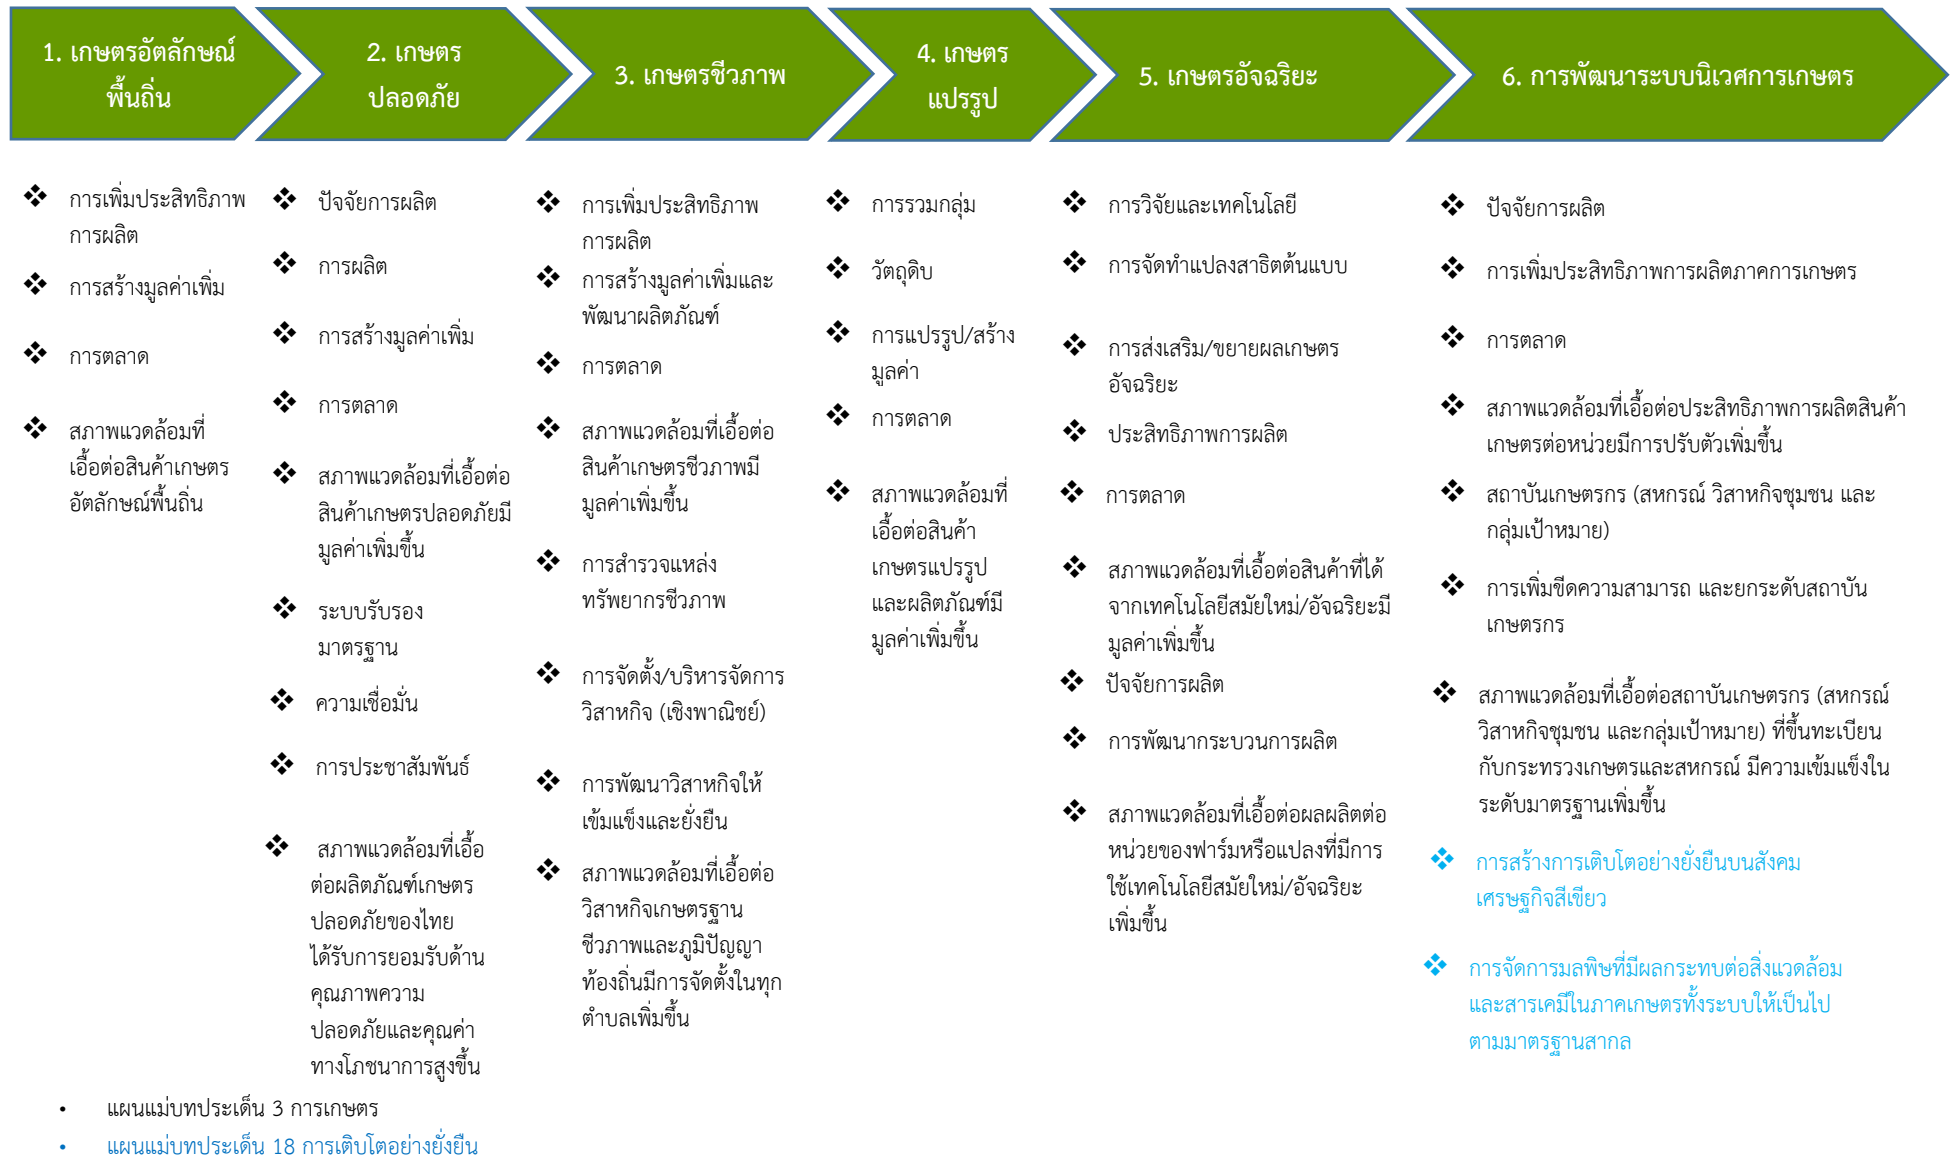 1. เกษตรอัตลักษณ์
พื้นถิ่น
2. เกษตร
ปลอดภัย
3. เกษตรชีวภาพ
4. เกษตร
แปรรูป
5. เกษตรอัจฉริยะ
6. การพัฒนาระบบนิเวศการเกษตร
❖ การเพิ่มประสิทธิภาพ
การผลิต
❖ การสร้างมูลค่าเพิ่ม
❖ การตลาด
❖ สภาพแวดล้อมที่
เอื้อต่อสินค้าเกษตร
อัตลักษณ์พื้นถิ่น
❖ ปัจจัยการผลิต
❖ การผลิต
❖ การสร้างมูลค่าเพิ่ม
❖ การตลาด
❖ สภาพแวดล้อมที่เอื้อต่อ
สินค้าเกษตรปลอดภัยมี
มูลค่าเพิ่มขึ้น
❖ ระบบรับรอง
มาตรฐาน
❖ ความเชื่อมั่น
❖ การประชาสัมพันธ์
❖ สภาพแวดล้อมที่เอื้อ
ต่อผลิตภัณฑ์เกษตร
ปลอดภัยของไทย
ได้รับการยอมรับด้าน
คุณภาพความ
ปลอดภัยและคุณค่า
ทางโภชนาการสูงขึ้น
❖ การเพิ่มประสิทธิภาพ
การผลิต
❖ การสร้างมูลค่าเพิ่มและ
พัฒนาผลิตภัณฑ์
❖ การตลาด
❖ สภาพแวดล้อมที่เอื้อต่อ
สินค้าเกษตรชีวภาพมี
มูลค่าเพิ่มขึ้น
❖ การสำรวจแหล่ง
ทรัพยากรชีวภาพ
❖ การจัดตั้ง/บริหารจัดการ
วิสาหกิจ (เชิงพาณิชย์)
❖ การพัฒนาวิสาหกิจให้
เข้มแข็งและยั่งยืน
❖ สภาพแวดล้อมที่เอื้อต่อ
วิสาหกิจเกษตรฐาน
ชีวภาพและภูมิปัญญา
ท้องถิ่นมีการจัดตั้งในทุก
ตำบลเพิ่มขึ้น
❖ การรวมกลุ่ม
❖ วัตถุดิบ
❖ การแปรรูป/สร้าง
มูลค่า
❖ การตลาด
❖ สภาพแวดล้อมที่
เอื้อต่อสินค้า
เกษตรแปรรูป
และผลิตภัณฑ์มี
มูลค่าเพิ่มขึ้น
❖ การวิจัยและเทคโนโลยี
❖ การจัดทำแปลงสาธิตต้นแบบ
❖ การส่งเสริม/ขยายผลเกษตร
อัจฉริยะ
❖ ประสิทธิภาพการผลิต
❖ การตลาด
❖ สภาพแวดล้อมที่เอื้อต่อสินค้าที่ได้
จากเทคโนโลยีสมัยใหม่/อัจฉริยะมี
มูลค่าเพิ่มขึ้น
❖ ปัจจัยการผลิต
❖ การพัฒนากระบวนการผลิต
❖ สภาพแวดล้อมที่เอื้อต่อผลผลิตต่อ
หน่วยของฟาร์มหรือแปลงที่มีการ
ใช้เทคโนโลยีสมัยใหม่/อัจฉริยะ
เพิ่มขึ้น
❖ ปัจจัยการผลิต
❖ การเพิ่มประสิทธิภาพการผลิตภาคการเกษตร
❖ การตลาด
❖ สภาพแวดล้อมที่เอื้อต่อประสิทธิภาพการผลิตสินค้า
เกษตรต่อหน่วยมีการปรับตัวเพิ่มขึ้น
❖ สถาบันเกษตรกร (สหกรณ์ วิสาหกิจชุมชน และ
กลุ่มเป้าหมาย)
❖ การเพิ่มขีดความสามารถ และยกระดับสถาบัน
เกษตรกร
❖ สภาพแวดล้อมที่เอื้อต่อสถาบันเกษตรกร (สหกรณ์
วิสาหกิจชุมชน และกลุ่มเป้าหมาย) ที่ขึ้นทะเบียน
กับกระทรวงเกษตรและสหกรณ์ มีความเข้มแข็งใน
ระดับมาตรฐานเพิ่มขึ้น
❖ การสร้างการเติบโตอย่างยั่งยืนบนสังคม
เศรษฐกิจสีเขียว
❖ การจัดการมลพิษที่มีผลกระทบต่อสิ่งแวดล้อม
และสารเคมีในภาคเกษตรทั้งระบบให้เป็นไป
ตามมาตรฐานสากล
• แผนแม่บทประเด็น 3 การเกษตร
• แผนแม่บทประเด็น 18 การเติบโตอย่างยั่งยืน